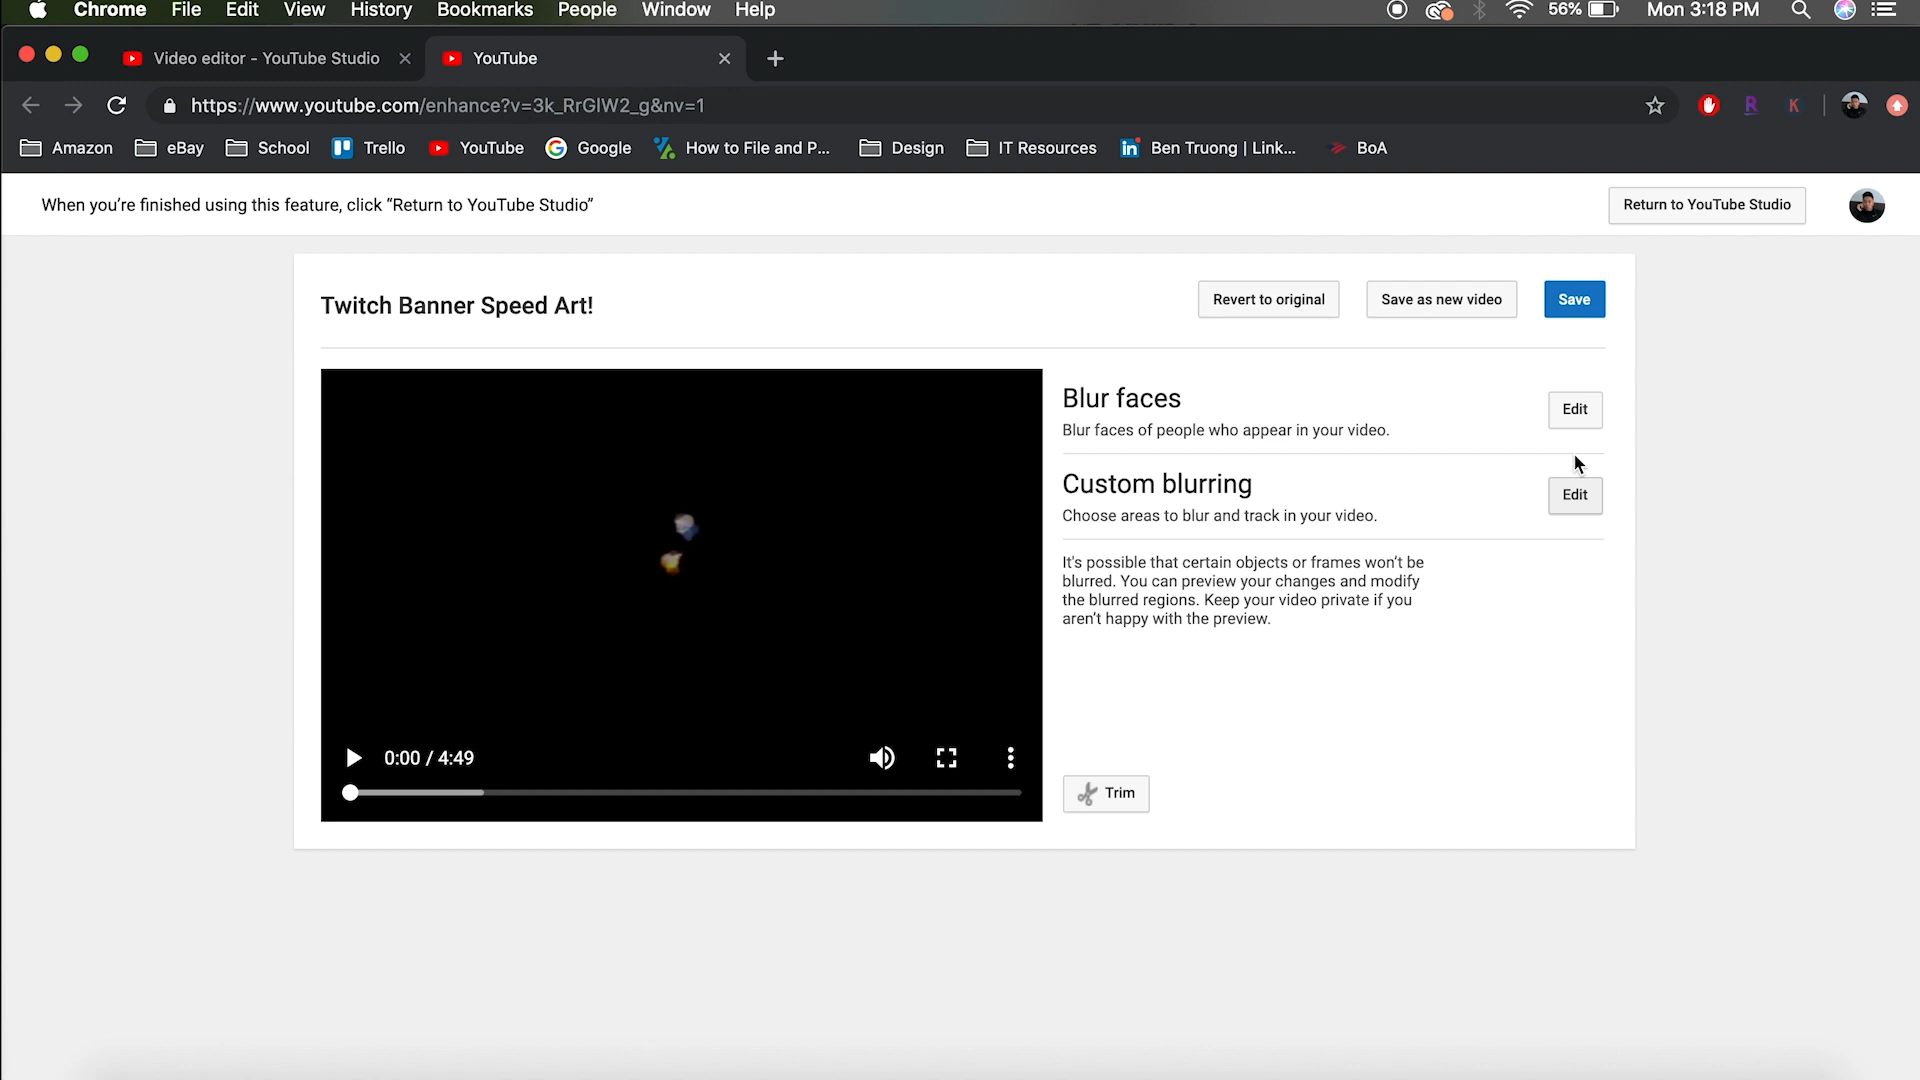 Chrome File Edit View History Bookmarks People Window Help 56% Mon 3:18 PM
Video editor - YouTube Studio YouTube
https://www.youtube.com/enhance?v=3k_RrGlW2_g&nv=1 R K
Amazon eBay School Trello YouTube Google How to File and P... Design IT Resources Ben Truong | Link... BoA
When you're finished using this feature, click “Return to YouTube Studio” Return to YouTube Studio
Twitch Banner Speed Art! Revert to original Save as new video Save
Blur faces Edit
Blur faces of people who appear in your video.
Custom blurring Edit
Choose areas to blur and track in your video.
It's possible that certain objects or frames won't be
blurred. You can preview your changes and modify
the blurred regions. Keep your video private if you
aren't happy with the preview.
0:00 / 4:49
Trim